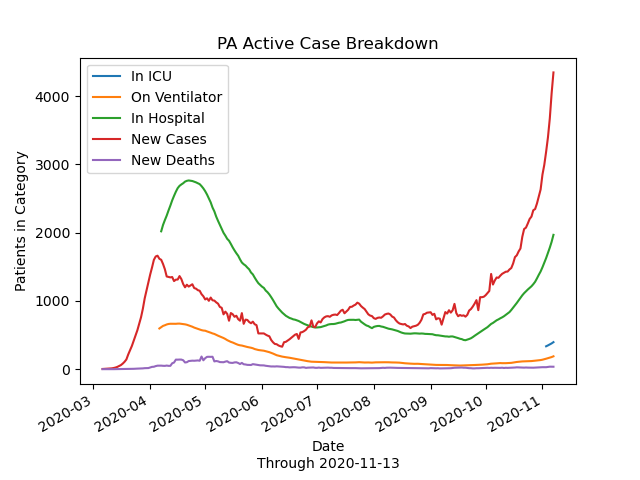 PA Active Case Breakdown
In ICU
On Ventilator
In Hospital
New Cases
New Deaths
Patients in Category
4000
3000
2000
1000
0
2020-03
2020-04
2020-05
2020-06
2020-07
2020-08
2020-09
2020-10
2020-11
Date
Through 2020-11-13